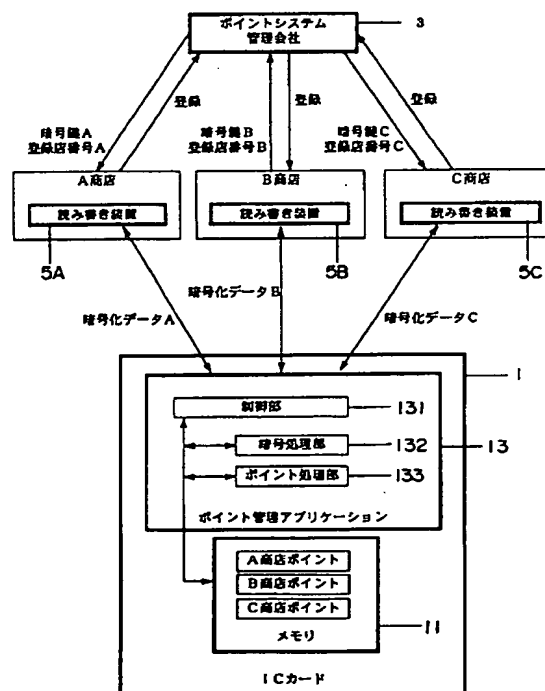 ポイントシステム
管理会社
3
登録
登録
登録
暗号鍵A
登録店番号A
暗号鍵B
登録店番号B
暗号鍵C
登録店番号C
A商店
B商店
C商店
読み書き装置
読み書き装置
読み書き装置
5A
5B
5C
暗号化データA
暗号化データB
暗号化データC
1
制御部
131
13
暗号処理部
132
ポイント処理部
133
ポイント管理アプリケーション
A商店ポイント
B商店ポイント
C商店ポイント
メモリ
11
ICカード